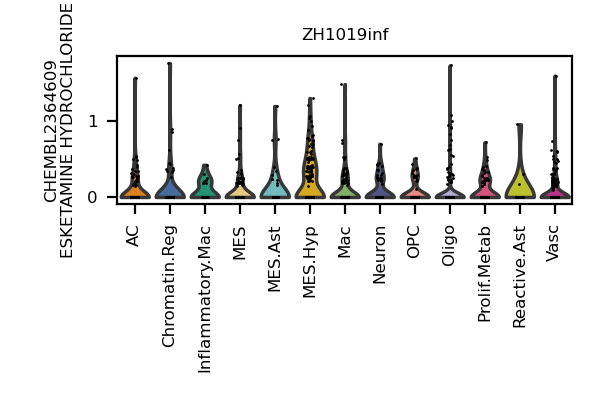 ZH1019inf
CHEMBL2364609
ESKETAMINE HYDROCHLORIDE
1
0
AC
Chromatin.Reg
Inflammatory.Mac
MES
MES.Ast
MES.Hyp
Mac
Neuron
OPC
Oligo
Prolif.Metab
Reactive.Ast
Vasc